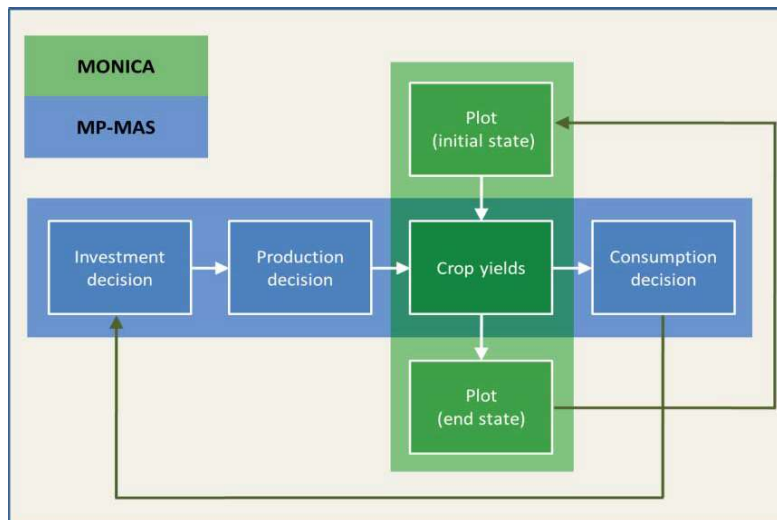 MONICA
MP-MAS
Plot
(initial state)
Investment
decision
Production
decision
Crop yields
Consumption
decision
Plot
(end state)